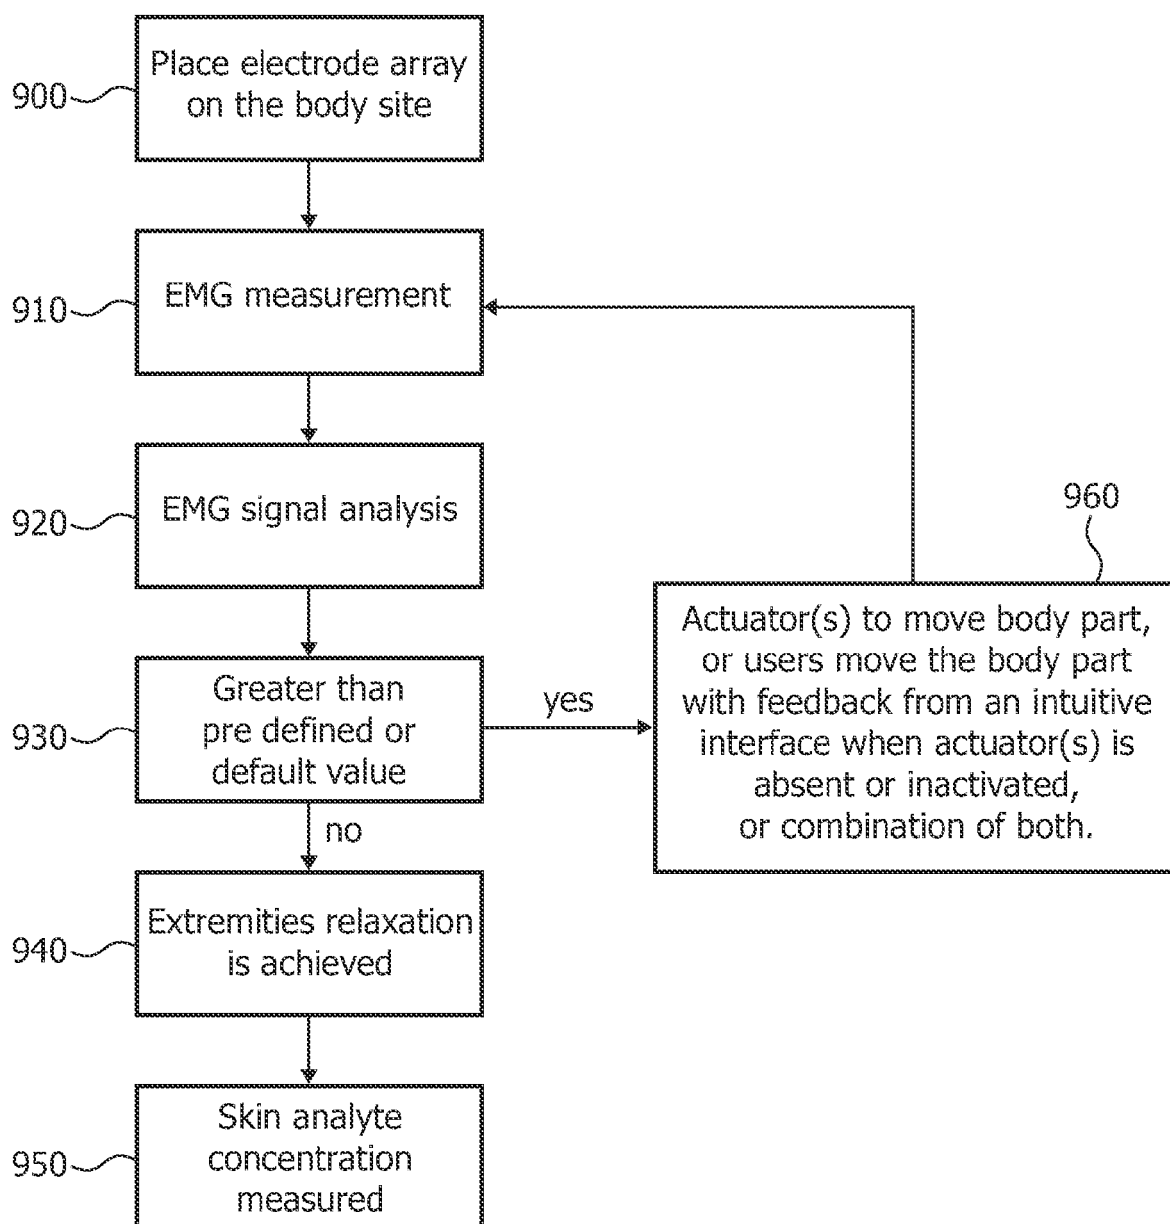 900
Place electrode array
on the body site
910
EMG measurement
920
EMG signal analysis
960
930
Greater than
pre defined or
default value
yes
no
Actuator(s) to move body part,
or users move the body part
with feedback from an intuitive
interface when actuator(s) is
absent or inactivated,
or combination of both.
940
Extremities relaxation
is achieved
950
Skin analyte
concentration
measured